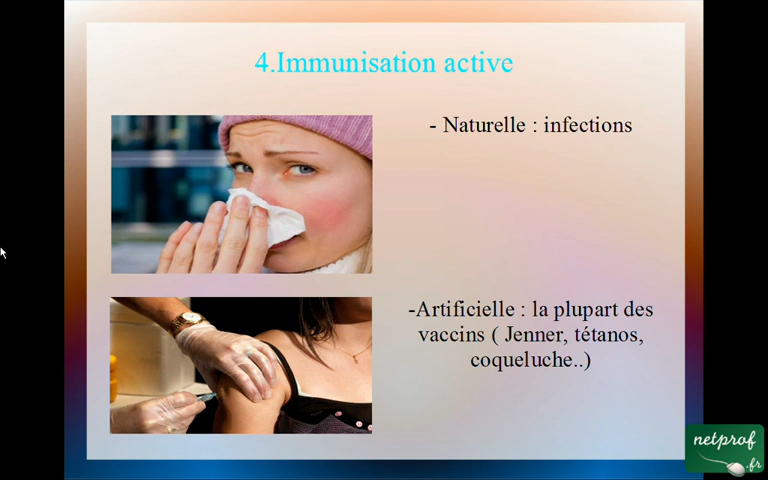 4.Immunisation active
- Naturelle : infections
-Artificielle : la plupart des
vaccins ( Jenner, tétanos,
coqueluche..)
netprof
.fr